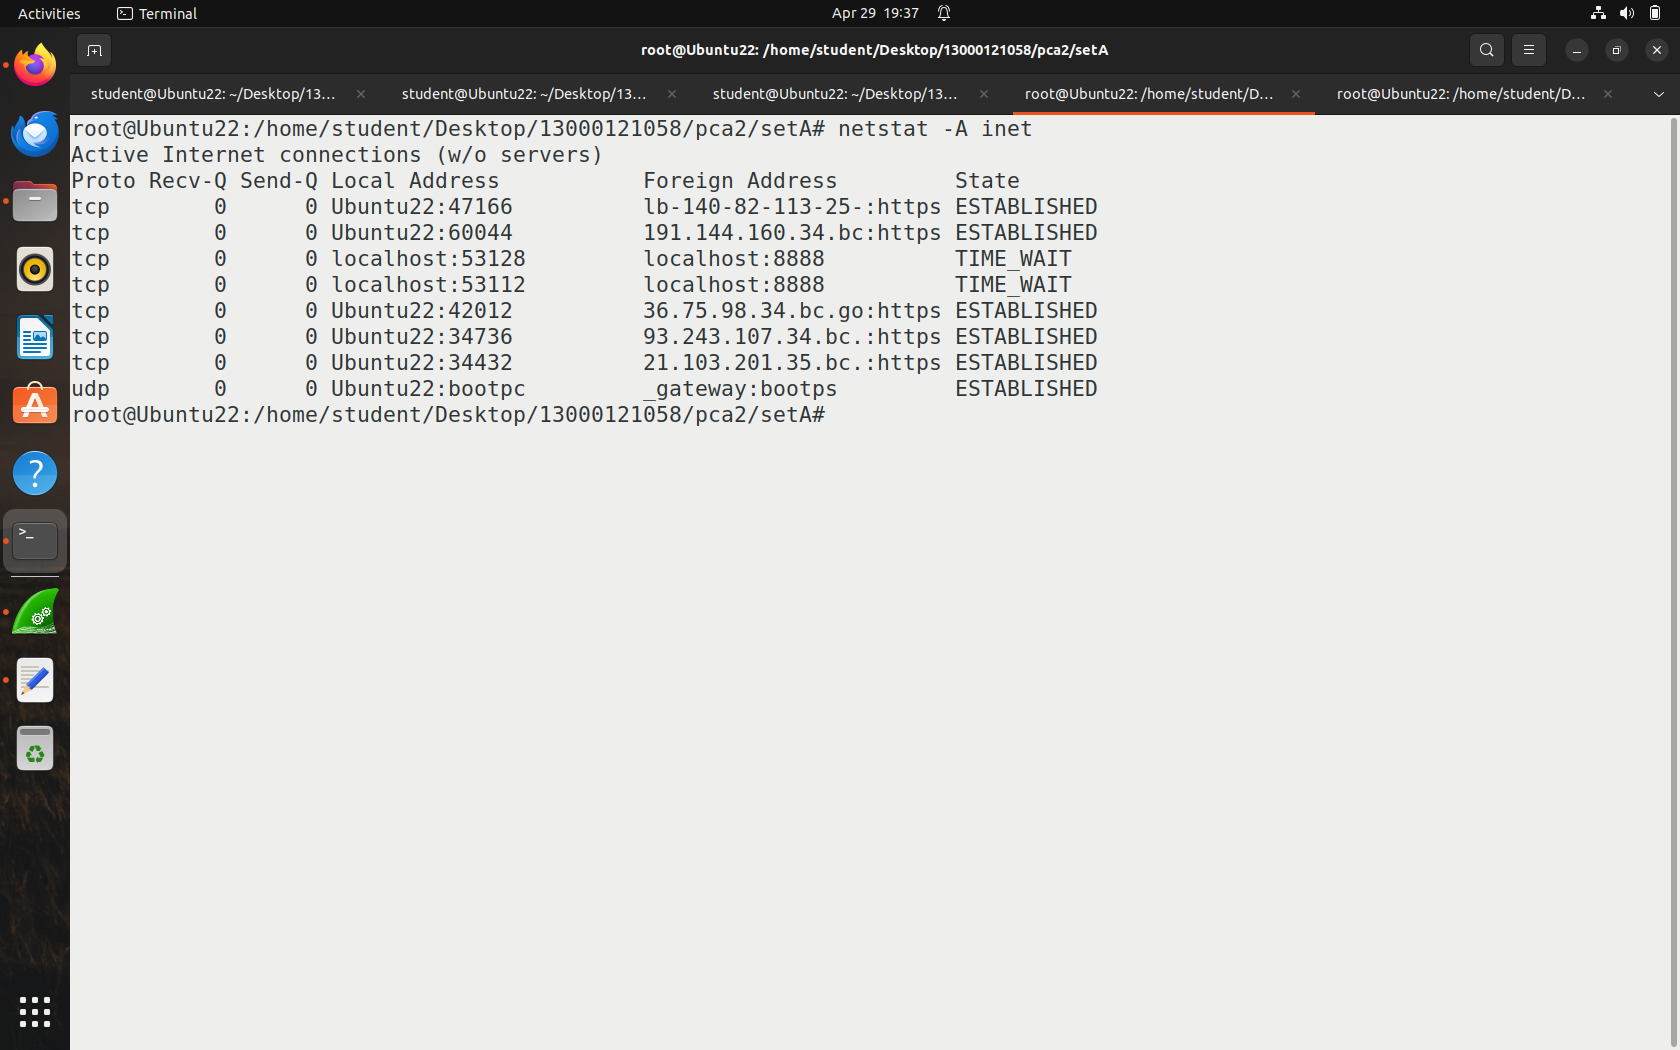 Activities Terminal Apr 29 19:37
root@Ubuntu22: /home/student/Desktop/13000121058/pca2/setA
student@Ubuntu22: ~/Desktop/13... student@Ubuntu22: ~/Desktop/13... student@Ubuntu22: ~/Desktop/13... root@Ubuntu22: /home/student/D... root@Ubuntu22: /home/student/D...
root@Ubuntu22:/home/student/Desktop/13000121058/pca2/setA# netstat -A inet
Active Internet connections (w/o servers)
Proto Recv-Q Send-Q Local Address           Foreign Address         State
tcp        0      0 Ubuntu22:47166          lb-140-82-113-25-:https ESTABLISHED
tcp        0      0 Ubuntu22:60044          191.144.160.34.bc:https ESTABLISHED
tcp        0      0 localhost:53128         localhost:8888          TIME_WAIT
tcp        0      0 localhost:53112         localhost:8888          TIME_WAIT
tcp        0      0 Ubuntu22:42012          36.75.98.34.bc.go:https ESTABLISHED
tcp        0      0 Ubuntu22:34736          93.243.107.34.bc.:https ESTABLISHED
tcp        0      0 Ubuntu22:34432          21.103.201.35.bc.:https ESTABLISHED
udp        0      0 Ubuntu22:bootpc         _gateway:bootps         ESTABLISHED
root@Ubuntu22:/home/student/Desktop/13000121058/pca2/setA#